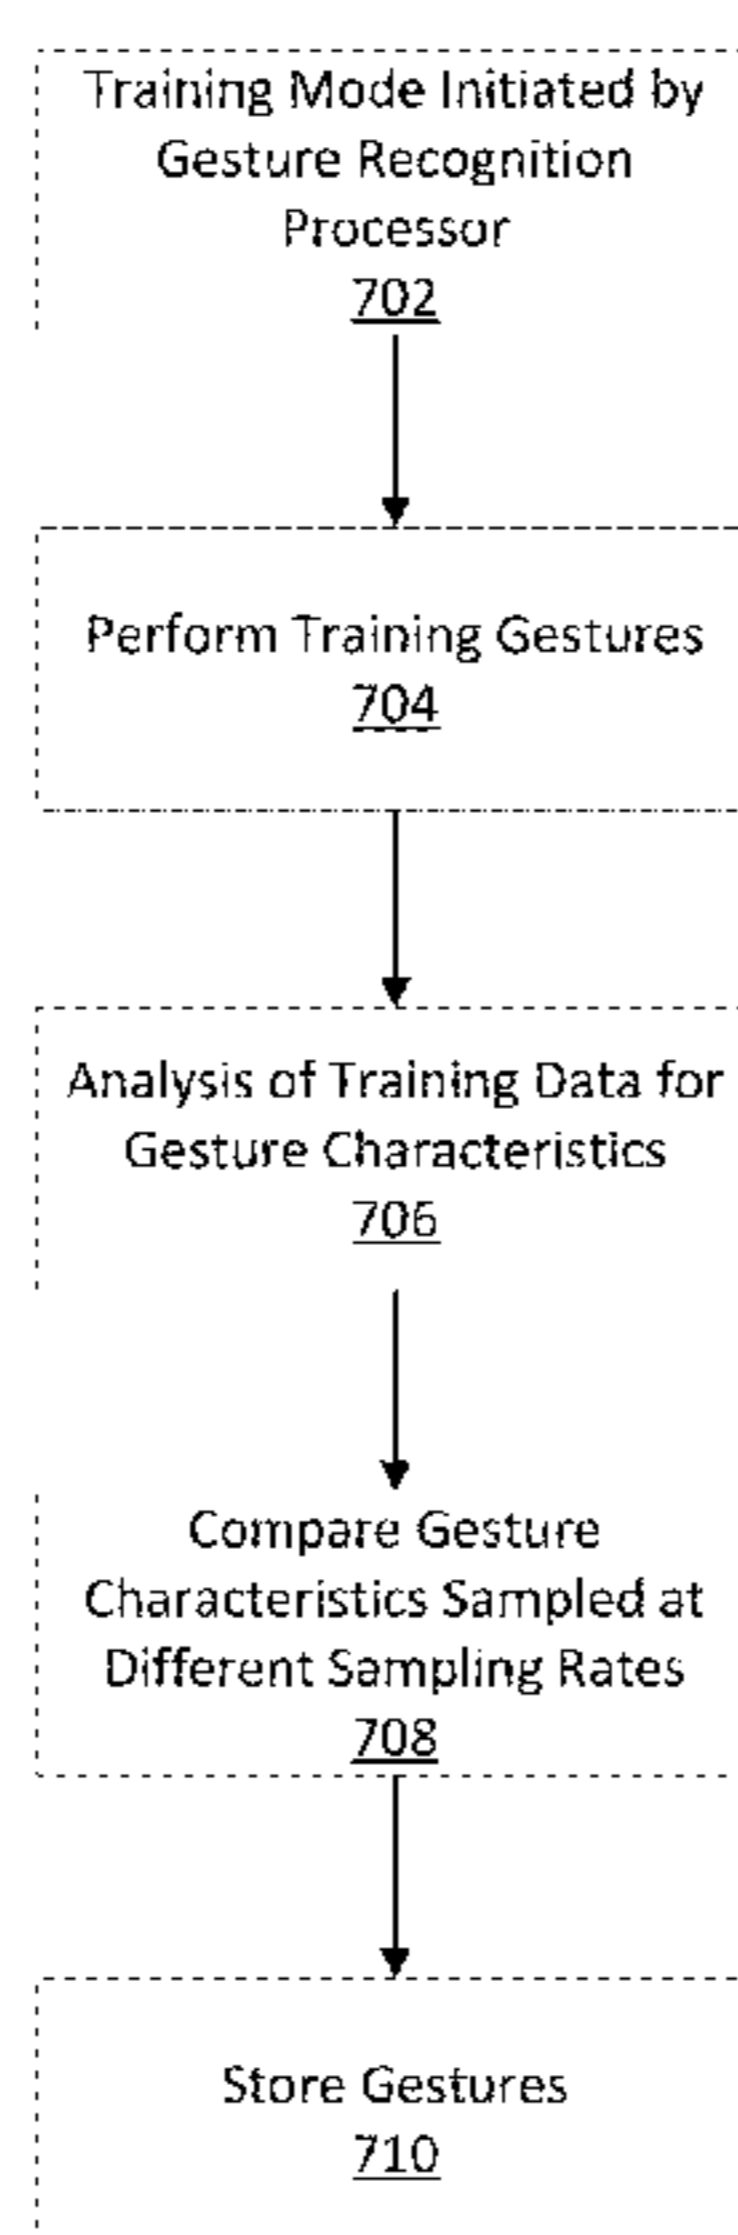 Training Mode Initiated by
Gesture Recognition
Processor
702
Perform Training Gestures
704
Analysis of Training Data for
Gesture Characteristics
706
Compare Gesture
Characteristics Sampled at
Different Sampling Rates
708
Store Gestures
710